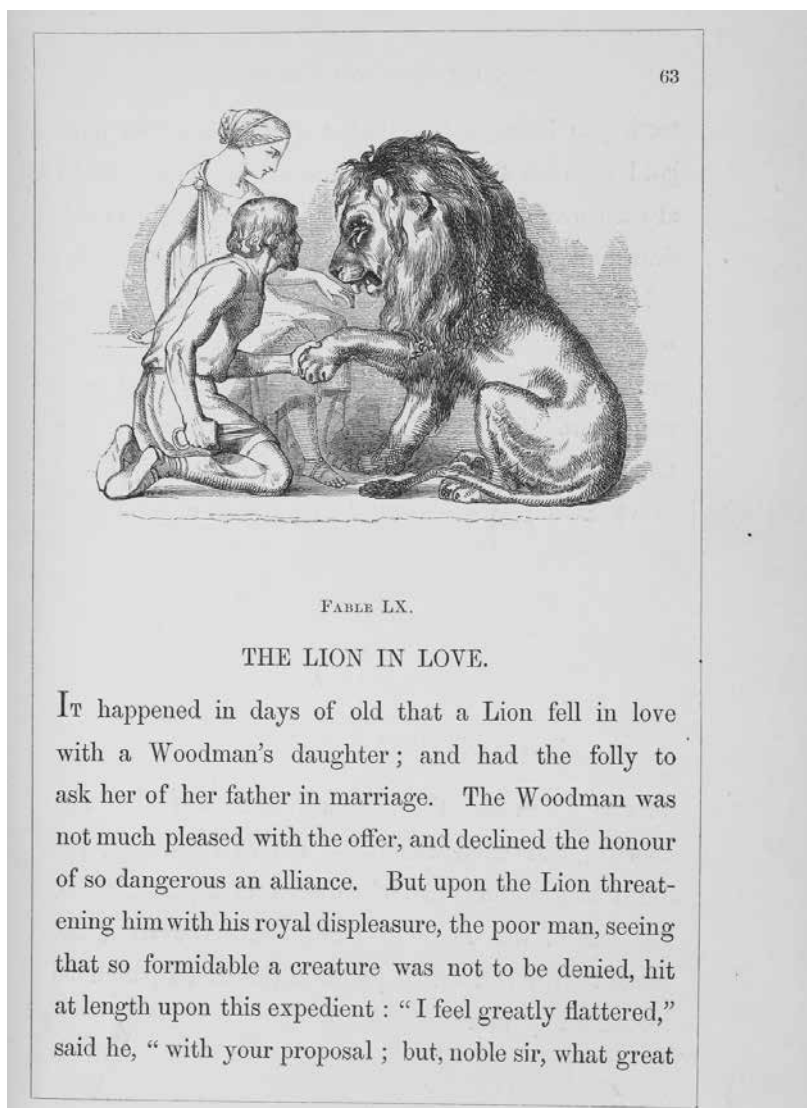 63
FABLE LX.
THE LION IN LOVE.
IT happened in days of old that a Lion fell in love
with a Woodman's daughter; and had the folly to
ask her of her father in marriage. The Woodman was
not much pleased with the offer, and declined the honour
of so dangerous an alliance. But upon the Lion threat-
ening him with his royal displeasure, the poor man, seeing
that so formidable a creature was not to be denied, hit
at length upon this expedient: "I feel greatly flattered,"
said he, "with your proposal; but, noble sir, what great